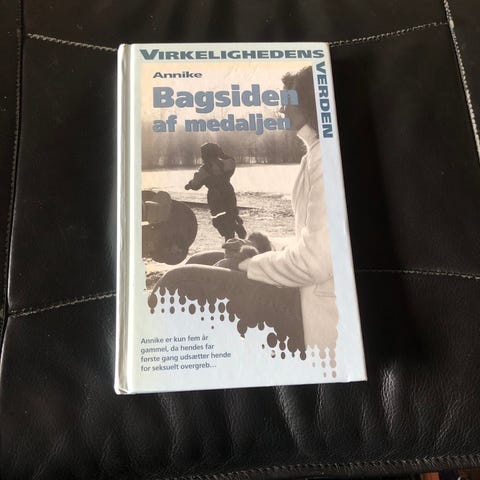 VIRKELIGHEDENS
VERDEN
Annike
Bagsiden
af medaljen
Annike er kun fem år
gammel, da hendes far
første gang udsætter hende
for seksuelt overgreb...